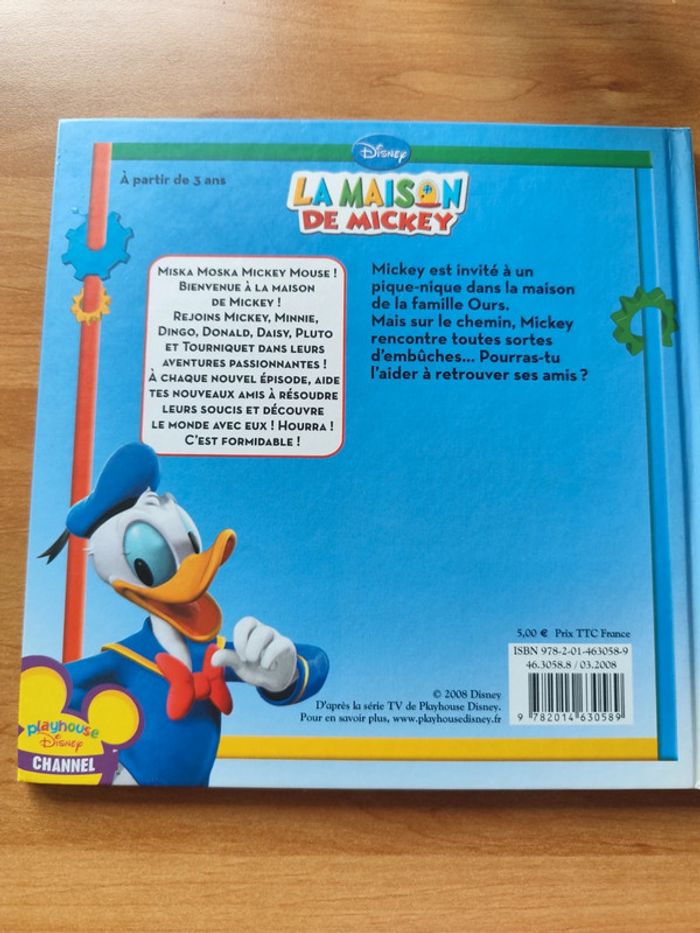 Disney
À partir de 3 ans
LA MAISON
DE MICKEY
MISKA MOSKA MICKEY MOUSE !
BIENVENUE À LA MAISON
DE MICKEY !
REJOINS MICKEY, MINNIE,
DINGO, DONALD, DAISY, PLUTO
ET TOURNIQUET DANS LEURS
AVENTURES PASSIONNANTES !
À CHAQUE NOUVEL ÉPISODE, AIDE
TES NOUVEAUX AMIS À RÉSOUDRE
LEURS SOUCIS ET DÉCOUVRE
LE MONDE AVEC EUX ! HOURRA !
C'EST FORMIDABLE !
Mickey est invité à un
pique-nique dans la maison
de la famille Ours.
Mais sur le chemin, Mickey
rencontre toutes sortes
d'embûches... Pourras-tu
l'aider à retrouver ses amis ?
5,00 € Prix TTC France
ISBN 978-2-01-463058-9
46.3058.8 / 03.2008
9 782014 630589
© 2008 Disney
D'après la série TV de Playhouse Disney.
Pour en savoir plus, www.playhousedisney.fr
playhouse
Disney
CHANNEL